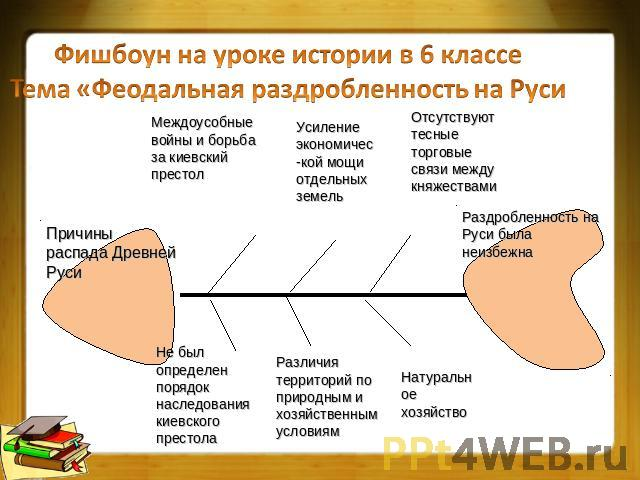 Фишбоун на уроке истории в 6 классе
Тема «Феодальная раздробленность на Руси
Междоусобные
войны и борьба
за киевский
престол
Усиление
экономичес
-кой мощи
отдельных
земель
Отсутствуют
тесные
торговые
связи между
княжествами
Причины
распада Древней
Руси
Раздробленность на
Руси была
неизбежна
Не был
определен
порядок
наследования
киевского
престола
Различия
территорий по
природным и
хозяйственным
условиям
Натуральн
ое
хозяйство
PPt4WEB.ru